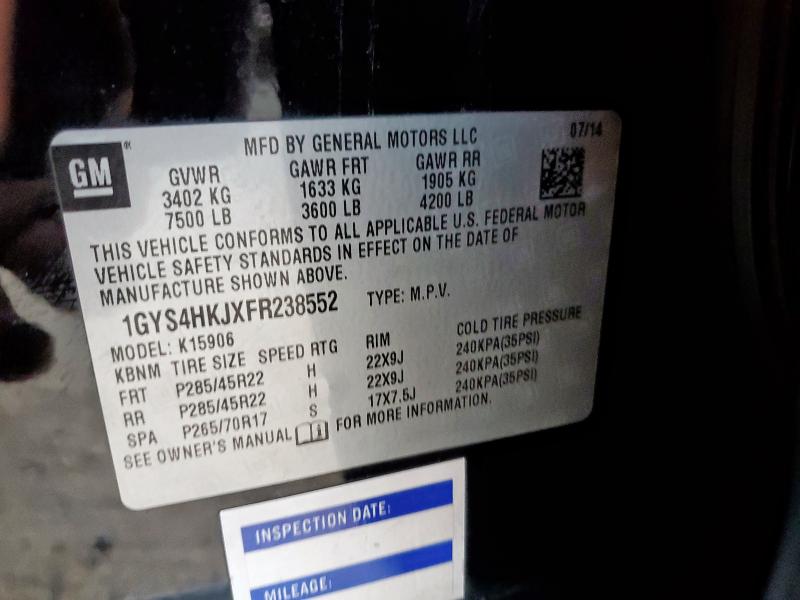 GM
MFD BY GENERAL MOTORS LLC 07/14
GVWR GAWR FRT GAWR RR
3402 KG 1633 KG 1905 KG
7500 LB 3600 LB 4200 LB
THIS VEHICLE CONFORMS TO ALL APPLICABLE U.S. FEDERAL MOTOR
VEHICLE SAFETY STANDARDS IN EFFECT ON THE DATE OF
MANUFACTURE SHOWN ABOVE.
1GYS4HKJXFR238552 TYPE: M.P.V.
MODEL: K15906
KBNM TIRE SIZE SPEED RTG RIM COLD TIRE PRESSURE
FRT P285/45R22 H 22X9J 240KPA(35PSI)
RR P285/45R22 H 22X9J 240KPA(35PSI)
SPA P265/70R17 S 17X7.5J 240KPA(35PSI)
SEE OWNER'S MANUAL FOR MORE INFORMATION.
INSPECTION DATE:
MILEAGE: